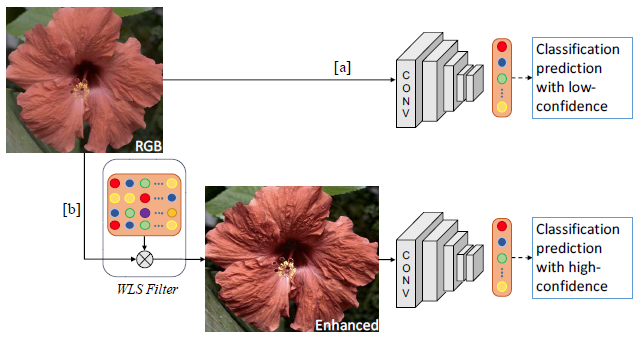 [a]
CONV
Classification
prediction
with low-
confidence
RGB
[b]
WLS Filter
Enhanced
CONV
Classification
prediction
with high-
confidence